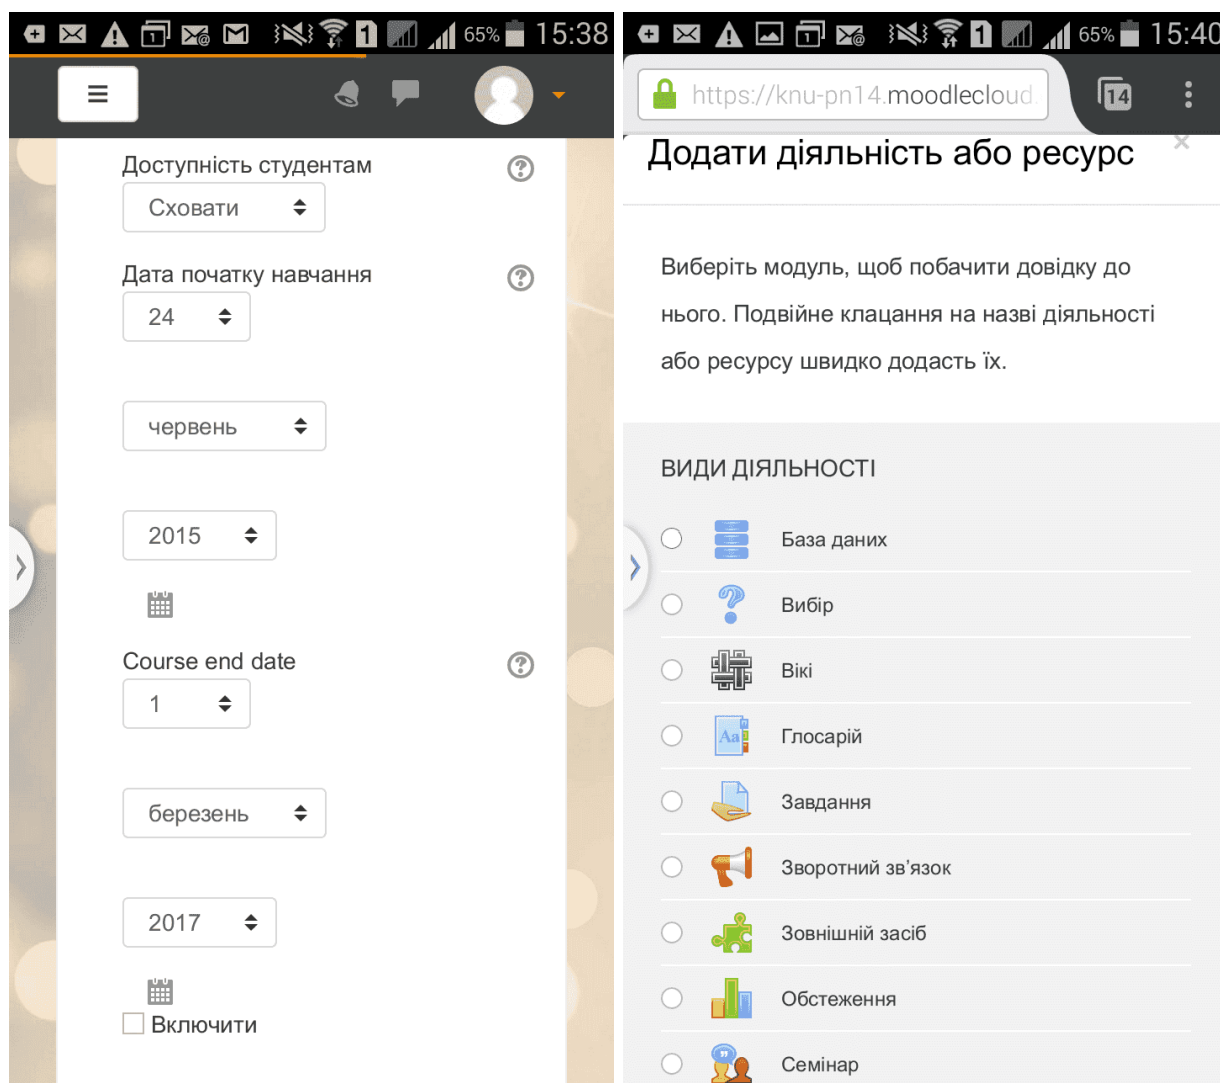 65% 15:38
Доступність студентам
Сховати
Дата початку навчання
24
червень
2015
Course end date
1
березень
2017
Включити
65% 15:40
https://knu-pn14.moodlecloud.
14
Додати діяльність або ресурс
Виберіть модуль, щоб побачити довідку до
нього. Подвійне клацання на назві діяльності
або ресурсу швидко додасть їх.
ВИДИ ДІЯЛЬНОСТІ
База даних
Вибір
Вікі
Aa
Глосарій
Завдання
Зворотний зв'язок
Зовнішній засіб
Обстеження
Семінар